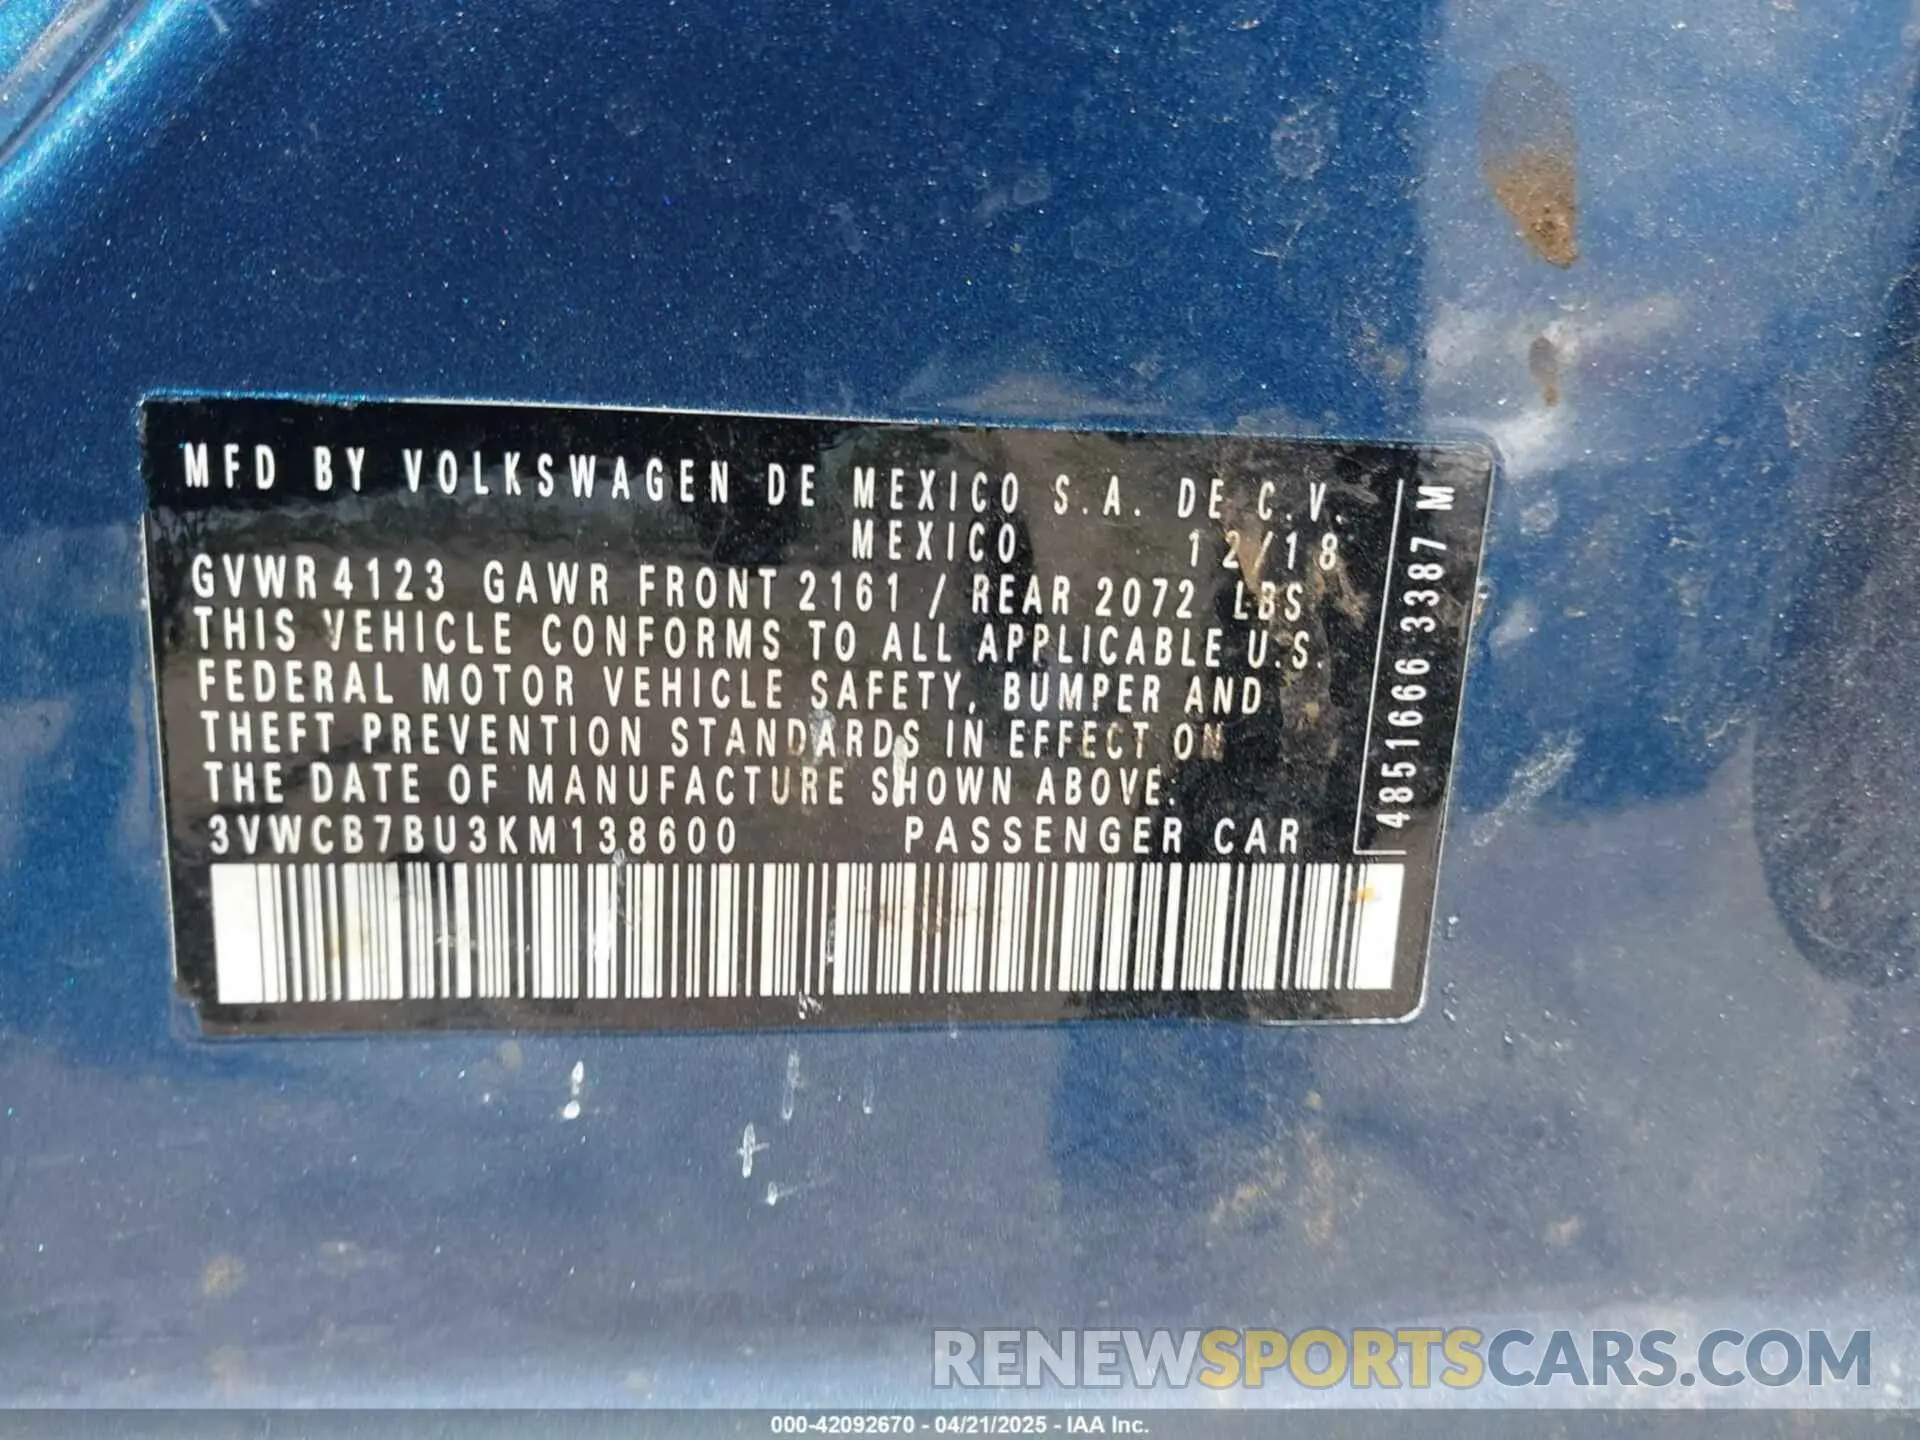 MFD BY VOLKSWAGEN DE MEXICO S.A. DE C.V.
MEXICO 12/18
GVWR 4123 GAWR FRONT 2161 / REAR 2072 LBS
THIS VEHICLE CONFORMS TO ALL APPLICABLE U.S.
FEDERAL MOTOR VEHICLE SAFETY, BUMPER AND
THEFT PREVENTION STANDARDS IN EFFECT ON
THE DATE OF MANUFACTURE SHOWN ABOVE:
3VWCB7BU3KM138600 PASSENGER CAR
4851666 3387 M
RENEWSPORTSCARS.COM
000-42092670 - 04/21/2025 - IAA Inc.